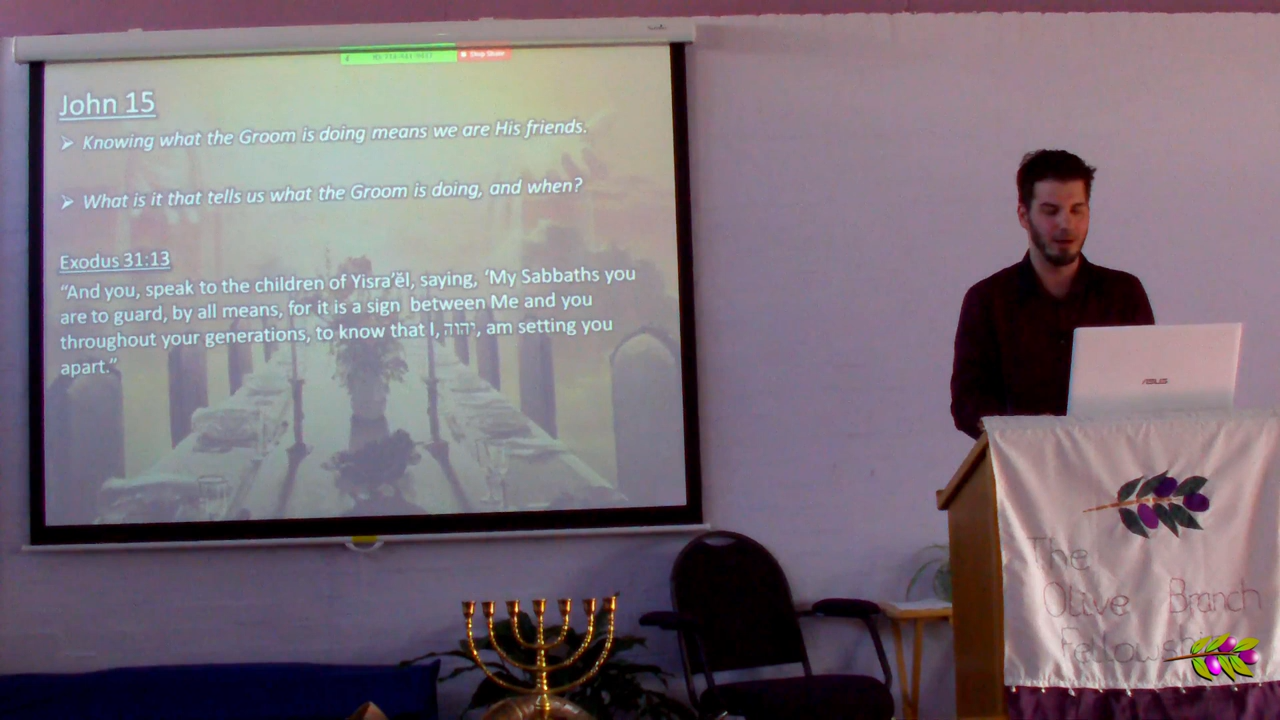 Stop Share
John 15
➢ Knowing what the Groom is doing means we are His friends.
➢ What is it that tells us what the Groom is doing, and when?
Exodus 31:13
“And you, speak to the children of Yisra’ĕl, saying, ‘My Sabbaths you
are to guard, by all means, for it is a sign between Me and you
throughout your generations, to know that I, יהוה, am setting you
apart.”
ASUS
The
Olive Branch
Fellowship